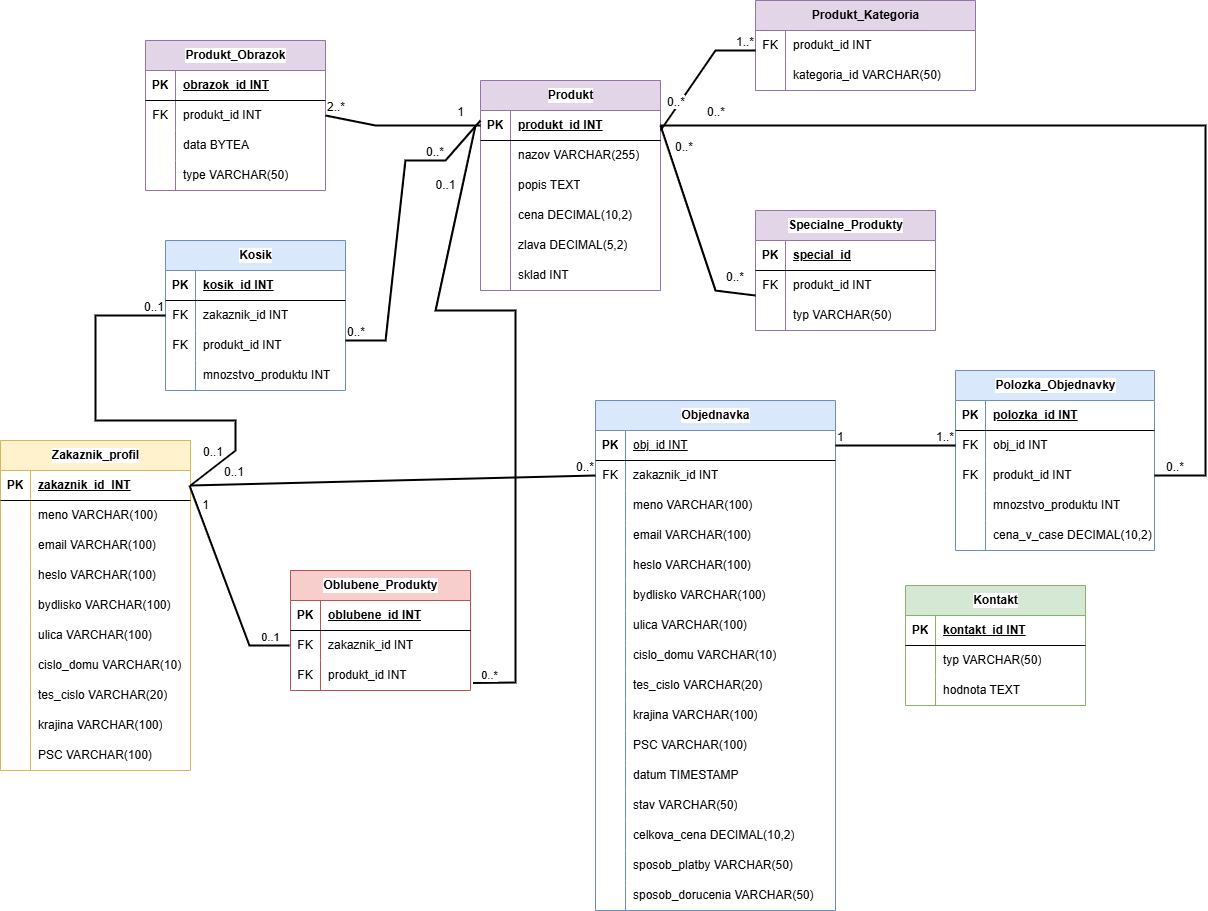 Produkt_Kategoria
FK produkt_id INT
kategoria_id VARCHAR(50)
1..*
0..*
0..*
0..*
Produkt_Obrazok
PK obrazok_id INT
FK produkt_id INT
data BYTEA
type VARCHAR(50)
2..*
1
0..*
0..1
Produkt
PK produkt_id INT
nazov VARCHAR(255)
popis TEXT
cena DECIMAL(10,2)
zlava DECIMAL(5,2)
sklad INT
Specialne_Produkty
PK special_id
FK produkt_id INT
typ VARCHAR(50)
0..*
Kosik
PK kosik_id INT
FK zakaznik_id INT
FK produkt_id INT
mnozstvo_produktu INT
0..1
0..*
Zakaznik_profil
PK zakaznik_id INT
meno VARCHAR(100)
email VARCHAR(100)
heslo VARCHAR(100)
bydlisko VARCHAR(100)
ulica VARCHAR(100)
cislo_domu VARCHAR(10)
tes_cislo VARCHAR(20)
krajina VARCHAR(100)
PSC VARCHAR(100)
0..1
0..1
1
Oblubene_Produkty
PK oblubene_id INT
FK zakaznik_id INT
FK produkt_id INT
0..1
0..*
Objednavka
PK obj_id INT
FK zakaznik_id INT
meno VARCHAR(100)
email VARCHAR(100)
heslo VARCHAR(100)
bydlisko VARCHAR(100)
ulica VARCHAR(100)
cislo_domu VARCHAR(10)
tes_cislo VARCHAR(20)
krajina VARCHAR(100)
PSC VARCHAR(100)
datum TIMESTAMP
stav VARCHAR(50)
celkova_cena DECIMAL(10,2)
sposob_platby VARCHAR(50)
sposob_dorucenia VARCHAR(50)
0..*
1
1..*
Polozka_Objednavky
PK polozka_id INT
FK obj_id INT
FK produkt_id INT
mnozstvo_produktu INT
cena_v_case DECIMAL(10,2)
0..*
Kontakt
PK kontakt_id INT
typ VARCHAR(50)
hodnota TEXT